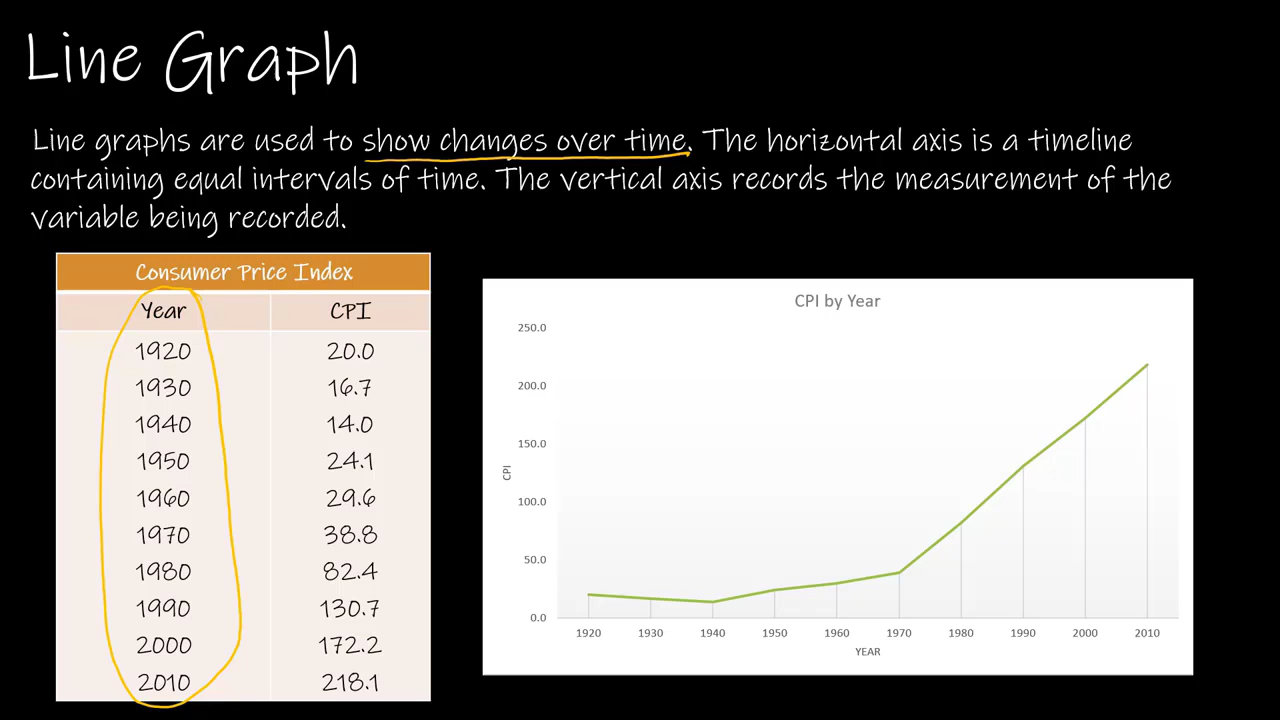 Line Graph
Line graphs are used to show changes over time. The horizontal axis is a timeline
containing equal intervals of time. The vertical axis records the measurement of the
variable being recorded.
Consumer Price Index
Year CPI
1920 20.0
1930 16.7
1940 14.0
1950 24.1
1960 29.6
1970 38.8
1980 82.4
1990 130.7
2000 172.2
2010 218.1
CPI by Year
250.0
200.0
150.0
100.0
50.0
0.0
CPI
1920 1930 1940 1950 1960 1970 1980 1990 2000 2010
YEAR